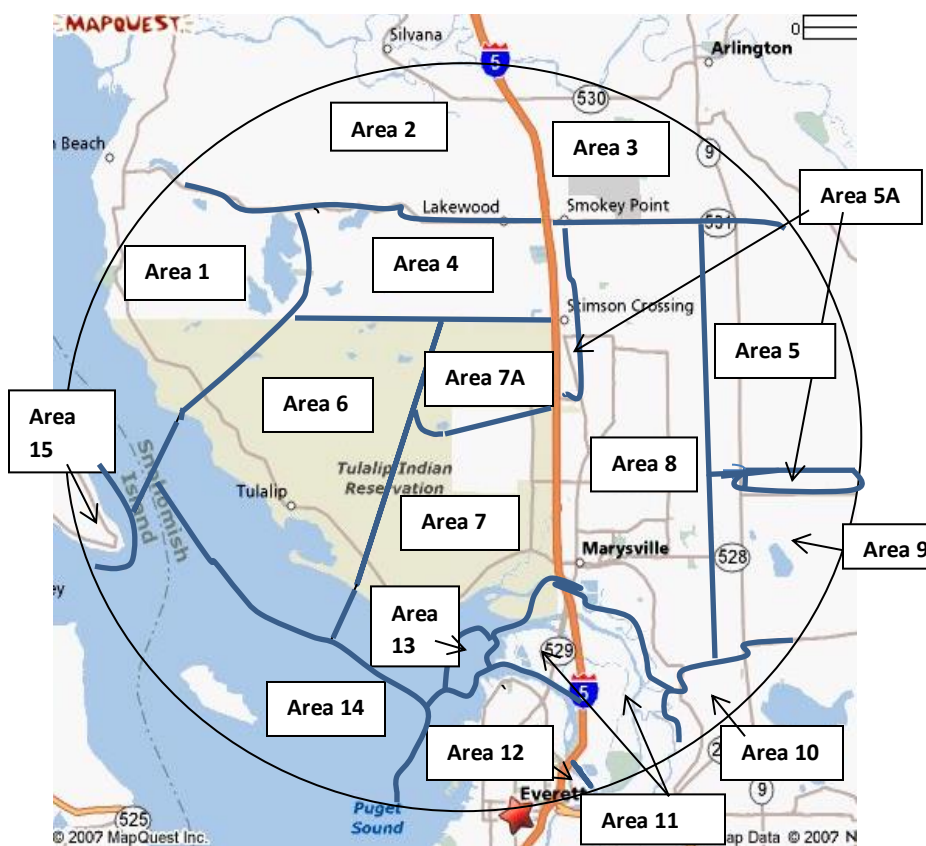 MAPQUEST
Silvana
5
Arlington
0
530
Area 2
Area 3
9
Beach
Area 5A
Lakewood
Smokey Point
531
Area 1
Area 4
Stimson Crossing
Area 5
Area 7A
Area 6
Area
15
Area 8
Tulalip Indian
Reservation
Snohomish
Island
Tulalip
Area 7
Marysville
528
Area 9
Area
13
529
5
Area 14
Area 12
Area 10
Everett
9
Puget
Sound
Area 11
525
© 2007 MapQuest Inc.
ap Data © 2007 N